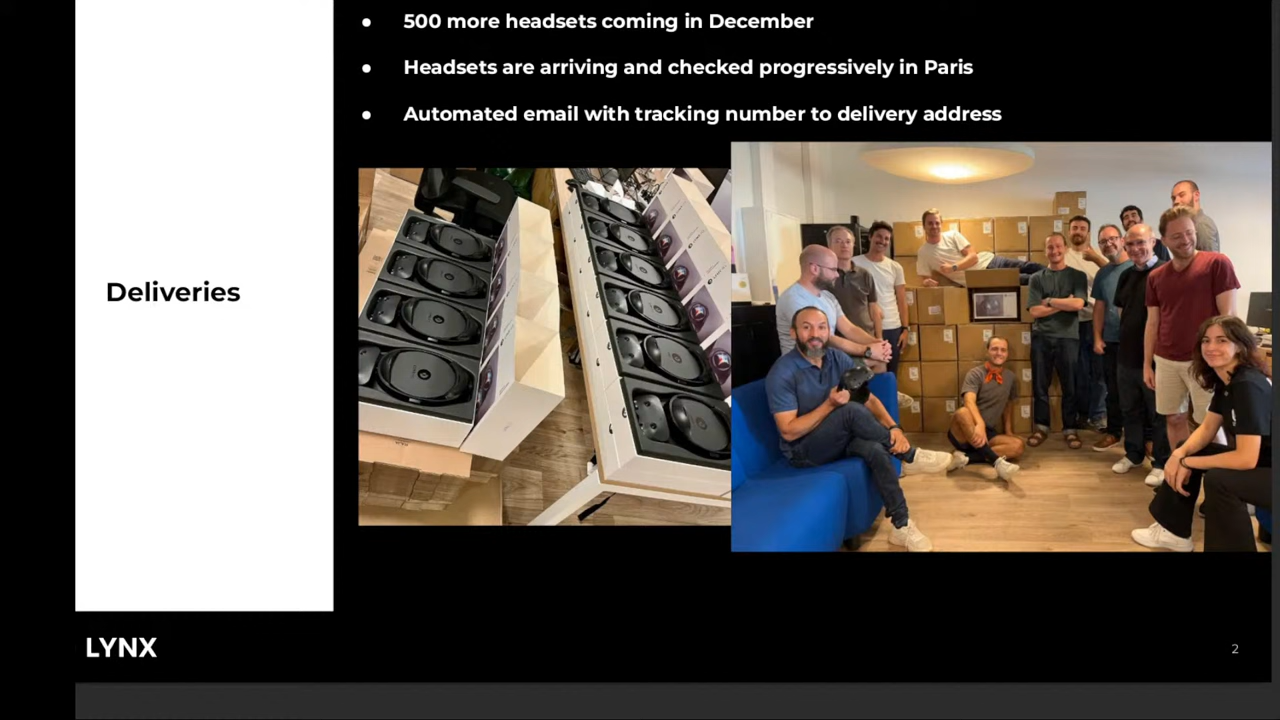 500 more headsets coming in December
Headsets are arriving and checked progressively in Paris
Automated email with tracking number to delivery address
Deliveries
LYNX
2